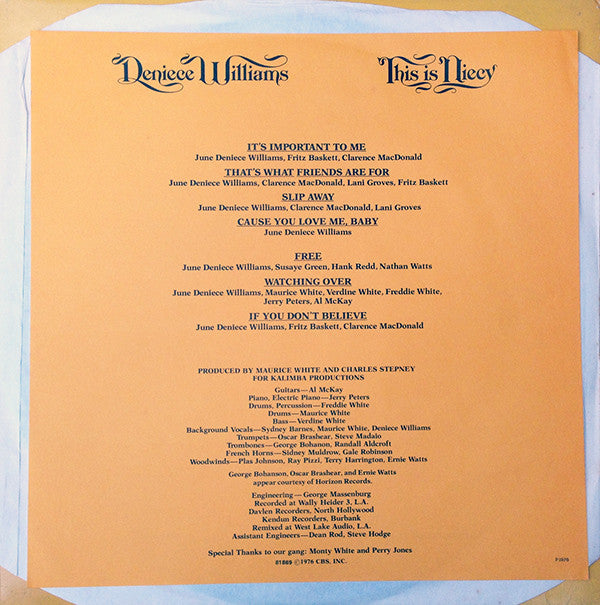 Deniece Williams This is Niecy
IT'S IMPORTANT TO ME
June Deniece Williams, Fritz Baskett, Clarence MacDonald
THAT'S WHAT FRIENDS ARE FOR
June Deniece Williams, Clarence MacDonald, Lani Groves, Fritz Baskett
SLIP AWAY
June Deniece Williams, Clarence MacDonald, Lani Groves
CAUSE YOU LOVE ME, BABY
June Deniece Williams
FREE
June Deniece Williams, Susaye Green, Hank Redd, Nathan Watts
WATCHING OVER
June Deniece Williams, Maurice White, Verdine White, Freddie White,
Jerry Peters, Al McKay
IF YOU DON'T BELIEVE
June Deniece Williams, Fritz Baskett, Clarence MacDonald
PRODUCED BY MAURICE WHITE AND CHARLES STEPNEY
FOR KALIMBA PRODUCTIONS
Guitars—Al McKay
Piano, Electric Piano—Jerry Peters
Drums, Percussion—Freddie White
Drums—Maurice White
Bass—Verdine White
Background Vocals—Sydney Barnes, Maurice White, Deniece Williams
Trumpets—Oscar Brashear, Steve Madaio
Trombones—George Bohanon, Randall Aldcroft
French Horns—Sidney Muldrow, Gale Robinson
Woodwinds—Plas Johnson, Ray Pizzi, Terry Harrington, Ernie Watts
George Bohanson, Oscar Brashear, and Ernie Watts
appear courtesy of Horizon Records.
Engineering—George Massenburg
Recorded at Wally Heider 3, L.A.
Davlen Recorders, North Hollywood
Kendun Recorders, Burbank
Remixed at West Lake Audio, L.A.
Assistant Engineers—Dean Rod, Steve Hodge
Special Thanks to our gang: Monty White and Perry Jones
81869 ©1976 CBS, INC.